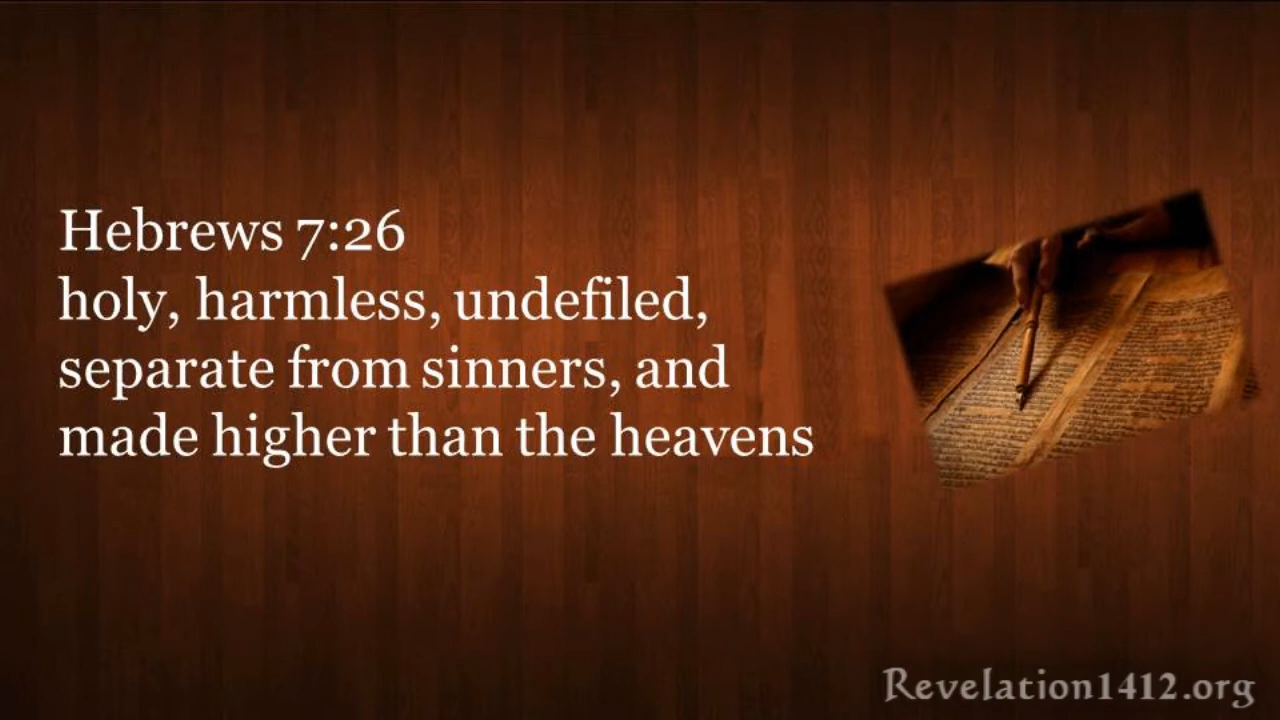 Hebrews 7:26
holy, harmless, undefiled,
separate from sinners, and
made higher than the heavens
Revelation1412.org